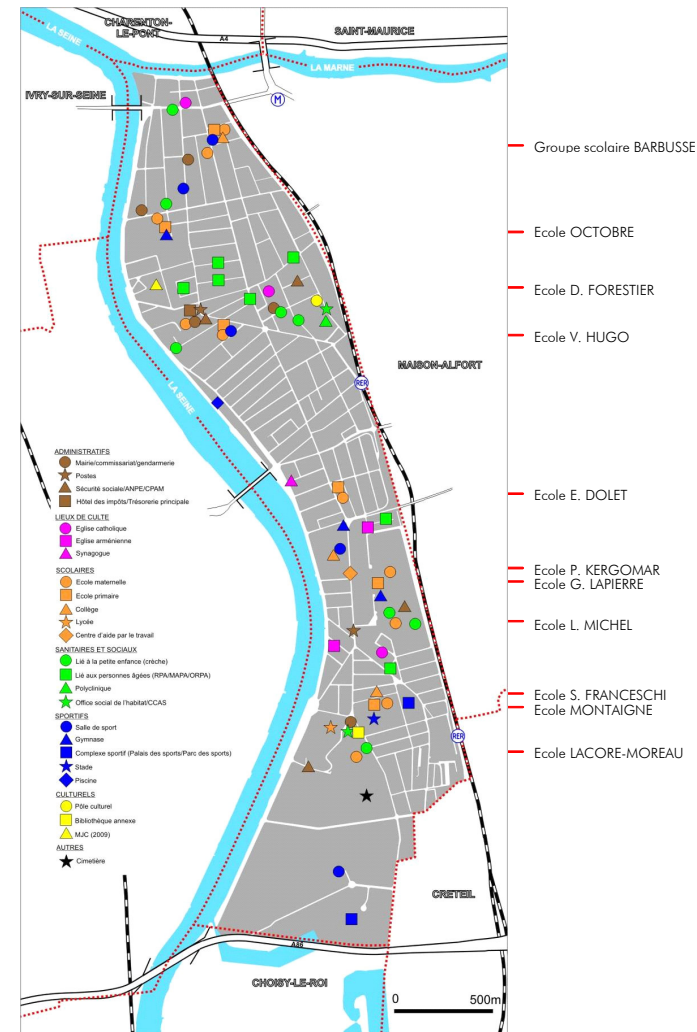 CHARENTON-
LE-PONT
SAINT-MAURICE
LA SEINE
A4
LA MARNE
IVRY-SUR-SEINE
M
Groupe scolaire BARBUSSE
Ecole OCTOBRE
Ecole D. FORESTIER
Ecole V. HUGO
MAISON-ALFORT
RER
LA SEINE
ADMINISTRATIFS
Mairie/commissariat/gendarmerie
Postes
Sécurité sociale/ANPE/CPAM
Hôtel des impôts/Trésorerie principale
LIEUX DE CULTE
Eglise catholique
Eglise arménienne
Synagogue
SCOLAIRES
Ecole maternelle
Ecole primaire
Collège
Lycée
Centre d'aide par le travail
SANITAIRES ET SOCIAUX
Lié à la petite enfance (crèche)
Lié aux personnes âgées (RPA/MAPA/ORPA)
Polyclinique
Office social de l'habitat/CCAS
SPORTIFS
Salle de sport
Gymnase
Complexe sportif (Palais des sports/Parc des sports)
Stade
Piscine
CULTURELS
Pôle culturel
Bibliothèque annexe
MJC (2009)
AUTRES
Cimetière
Ecole E. DOLET
Ecole P. KERGOMAR
Ecole G. LAPIERRE
Ecole L. MICHEL
Ecole S. FRANCESCHI
Ecole MONTAIGNE
RER
Ecole LACORE-MOREAU
CRETEIL
A86
CHOISY-LE-ROI
0 500m